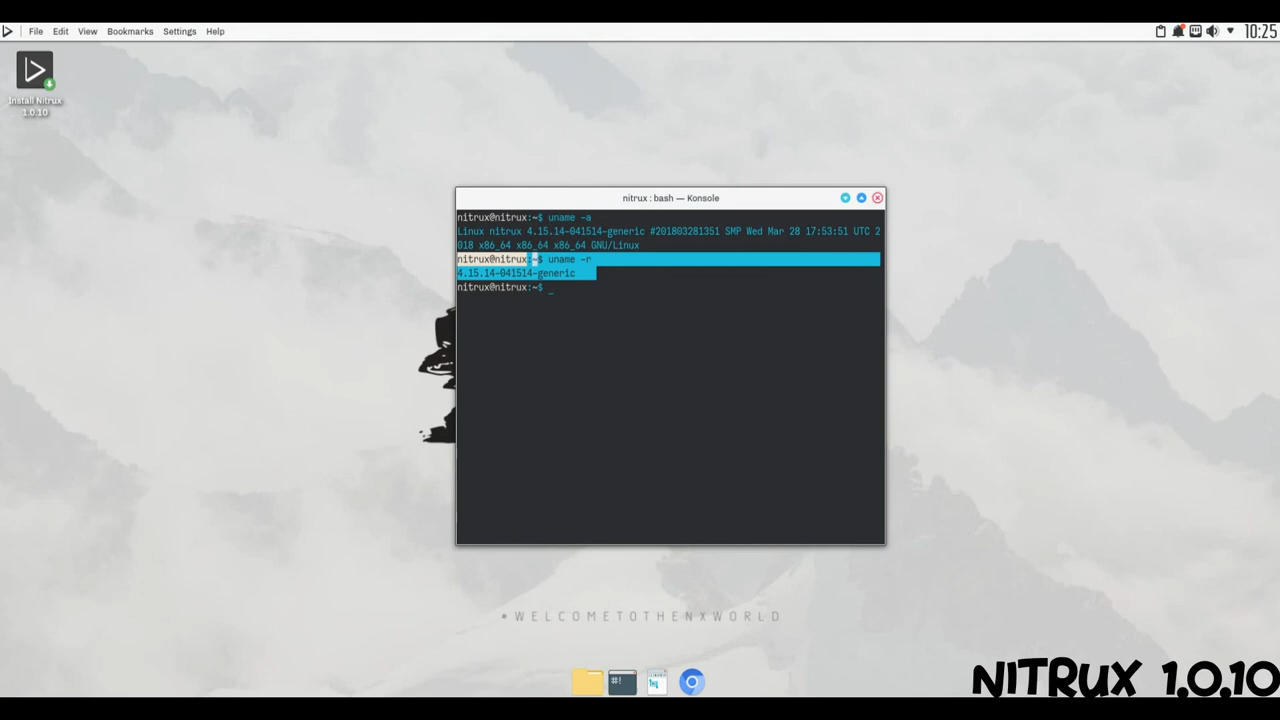 File Edit View Bookmarks Settings Help
10:25
Install Nitrux
1.0.10
nitrux : bash — Konsole
nitrux@nitrux:~$ uname -a
Linux nitrux 4.15.14-041514-generic #201803281351 SMP Wed Mar 28 17:53:51 UTC 2
018 x86_64 x86_64 x86_64 GNU/Linux
nitrux@nitrux:~$ uname -r
4.15.14-041514-generic
nitrux@nitrux:~$ _
•WELCOMETOTHENXWORLD
#!
NITRUX 1.0.10